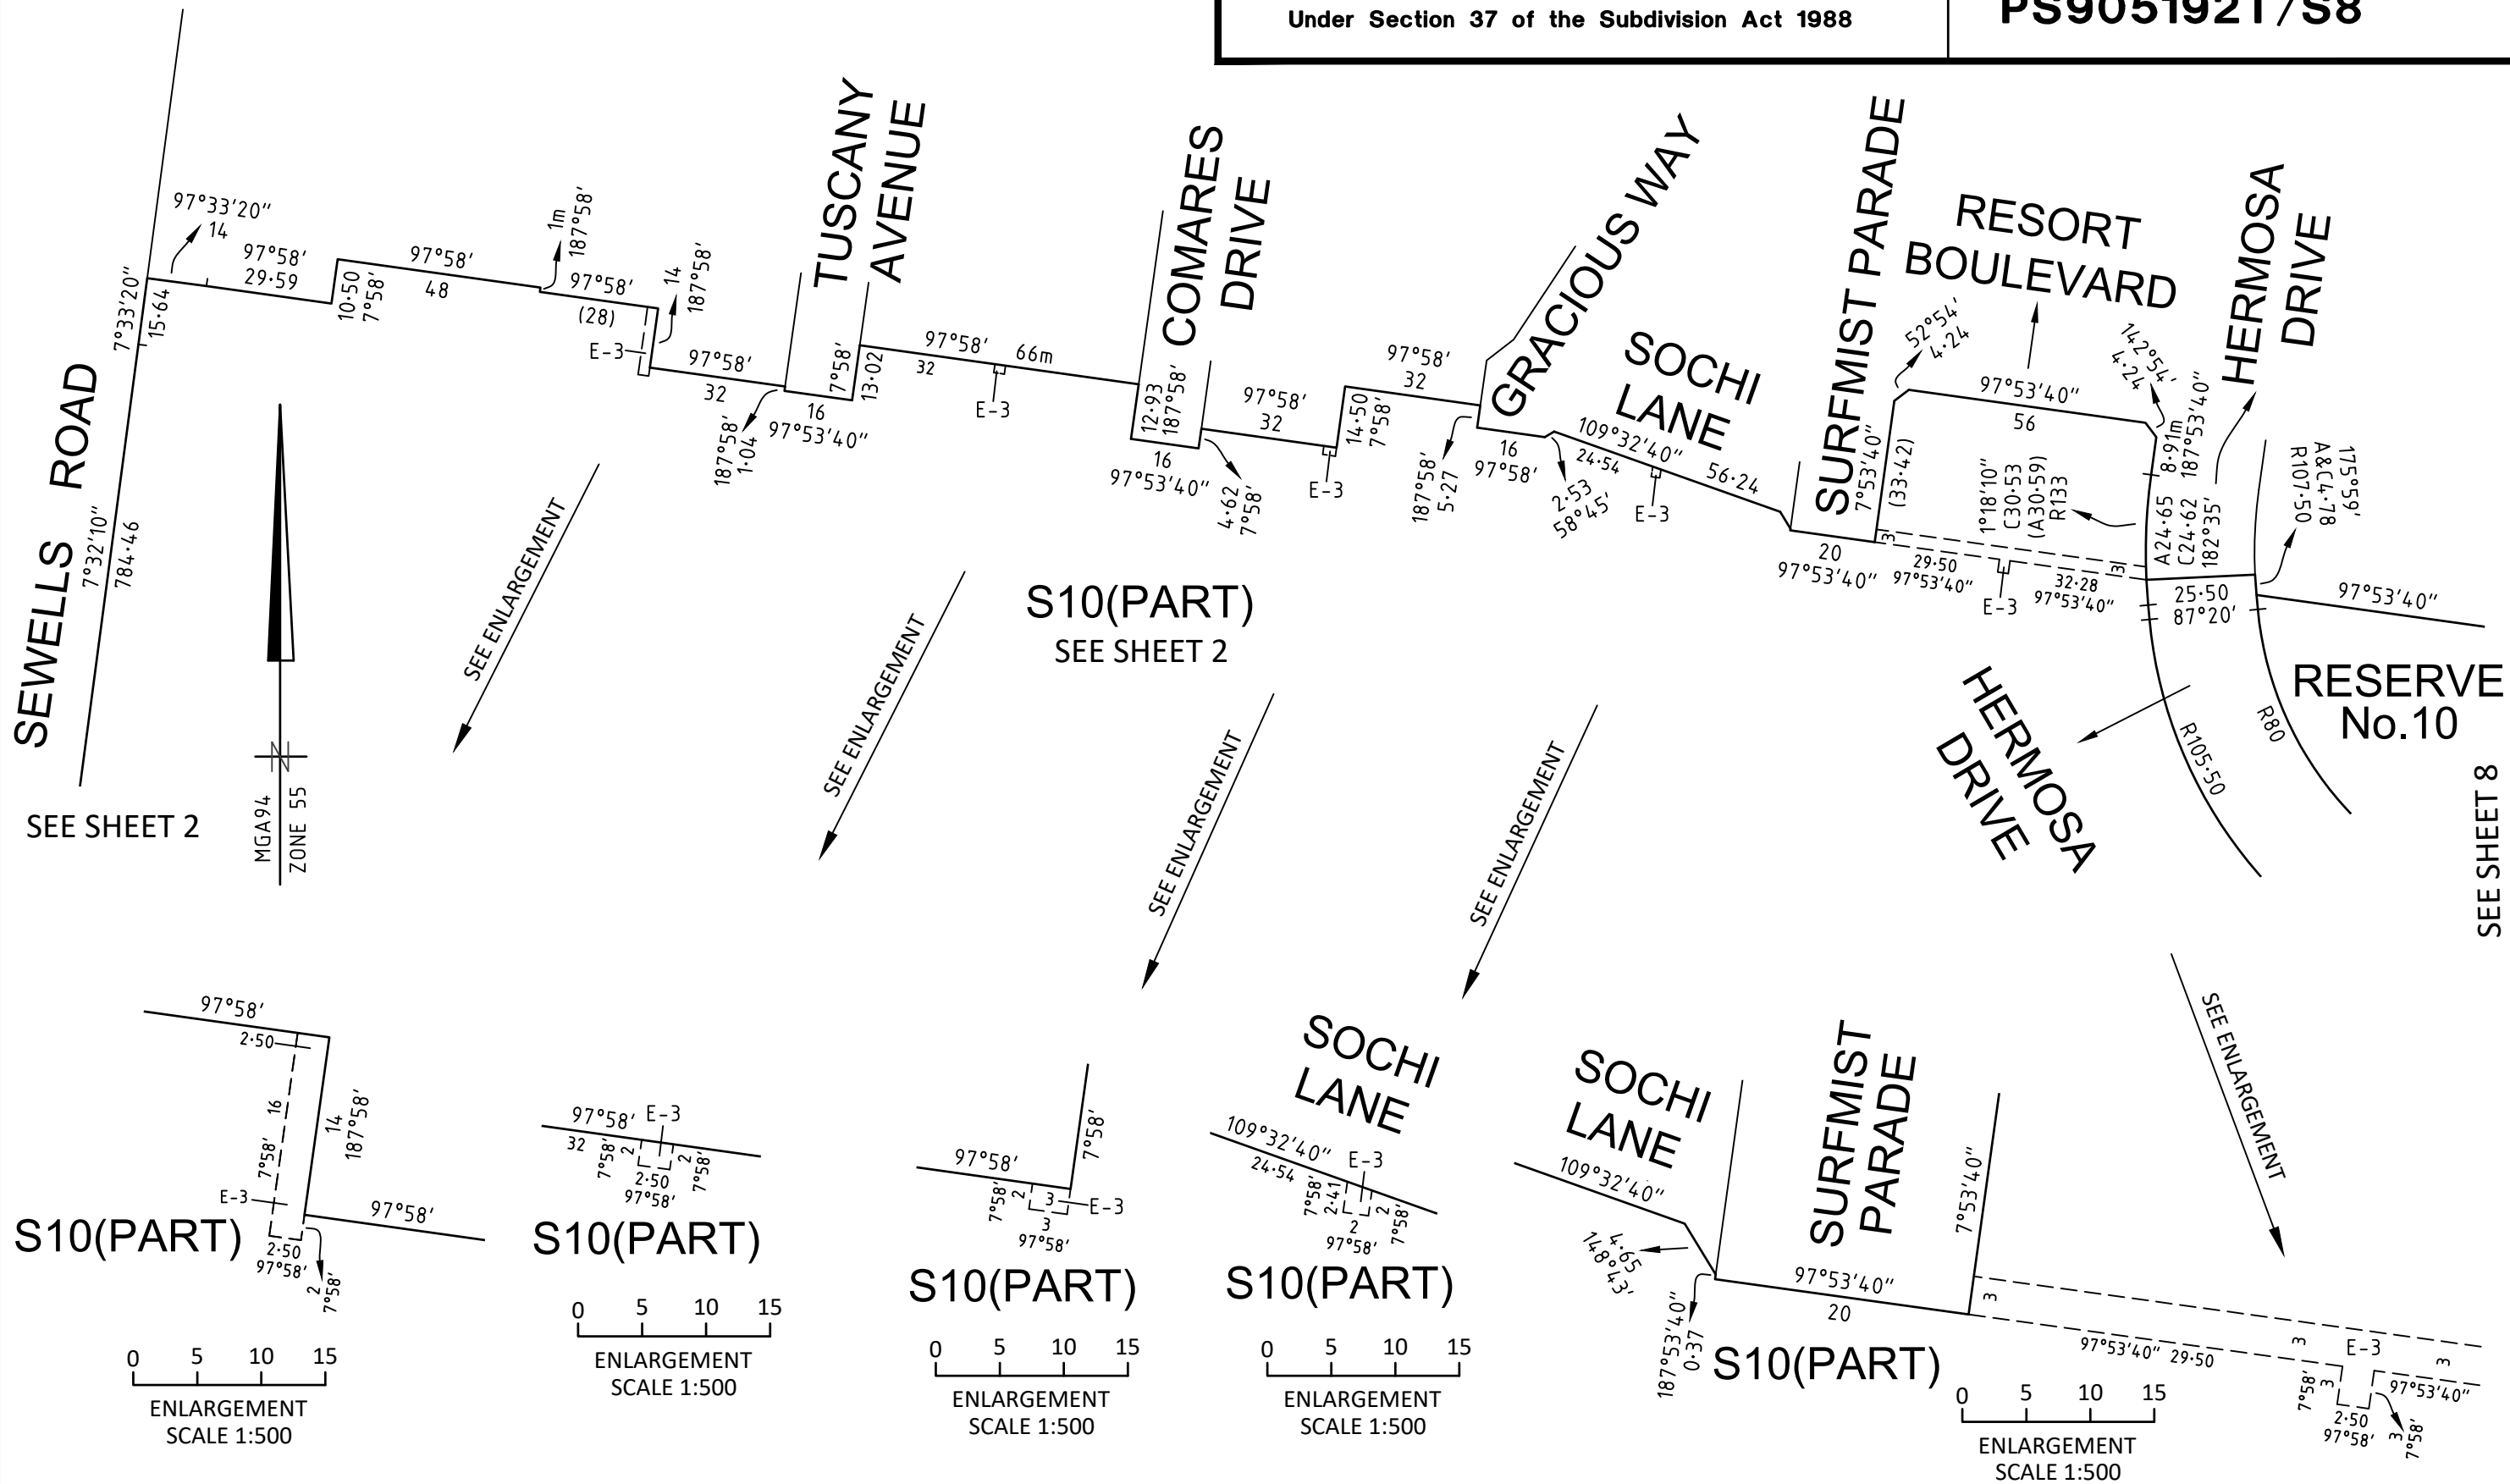 Under Section 37 of the Subdivision Act 1988
PS905192T/S8
97°33'20"
14
97°58'
29·59
7°33'20"
15·64
10·50
7°58'
97°58'
48
1m
187°58'
97°58'
(28)
14
187°58'
E-3
97°58'
32
TUSCANY
AVENUE
187°58'
1·04
16
97°53'40"
7°58'
13·02
97°58'
66m
32
E-3
COMARES
DRIVE
12·93
187°58'
16
97°53'40"
4·62
7°58'
97°58'
32
E-3
14·50
7°58'
97°58'
32
GRACIOUS WAY
187°58'
5·27
16
97°58'
2·53
58°45'
SOCHI
LANE
109°32'40"
24·54
56·24
E-3
SURFMIST PARADE
7°53'40"
(33·42)
20
97°53'40"
RESORT
BOULEVARD
52°54'
4·24
97°53'40"
56
142°54'
4·24
8·91m
187°53'40"
HERMOSA
DRIVE
1°18'10"
C30·53
(A30·59)
R133
A24·65
C24·62
182°35'
175°59'
A&C4·78
R107·50
3
29·50
97°53'40"
E-3
32·28
97°53'40"
3
25·50
87°20'
97°53'40"
SEWELLS ROAD
7°32'10"
784·46
SEE ENLARGEMENT
SEE ENLARGEMENT
S10(PART)
SEE SHEET 2
SEE ENLARGEMENT
SEE ENLARGEMENT
HERMOSA
DRIVE
R105·50
R80
RESERVE
No.10
SEE SHEET 8
SEE SHEET 2
MGA94
ZONE 55
N
SEE ENLARGEMENT
97°58'
2·50
16
7°58'
14
187°58'
E-3
97°58'
S10(PART)
2·50
97°58'
2
7°58'
0 5 10 15
ENLARGEMENT
SCALE 1:500
97°58'
E-3
32
7°58'
2
2
7°58'
2·50
97°58'
S10(PART)
0 5 10 15
ENLARGEMENT
SCALE 1:500
97°58'
7°58'
7°58'
2
3
E-3
3
97°58'
S10(PART)
0 5 10 15
ENLARGEMENT
SCALE 1:500
SOCHI
LANE
109°32'40"
24·54
E-3
7°58'
2·41
2
7°58'
2
97°58'
S10(PART)
0 5 10 15
ENLARGEMENT
SCALE 1:500
SOCHI
LANE
109°32'40"
4·65
148°43'
187°53'40"
0·37
SURFMIST
PARADE
7°53'40"
97°53'40"
20
S10(PART)
3
97°53'40" 29·50
3
E-3
3
7°58'
3
97°53'40"
2·50
97°58'
3
7°58'
0 5 10 15
ENLARGEMENT
SCALE 1:500